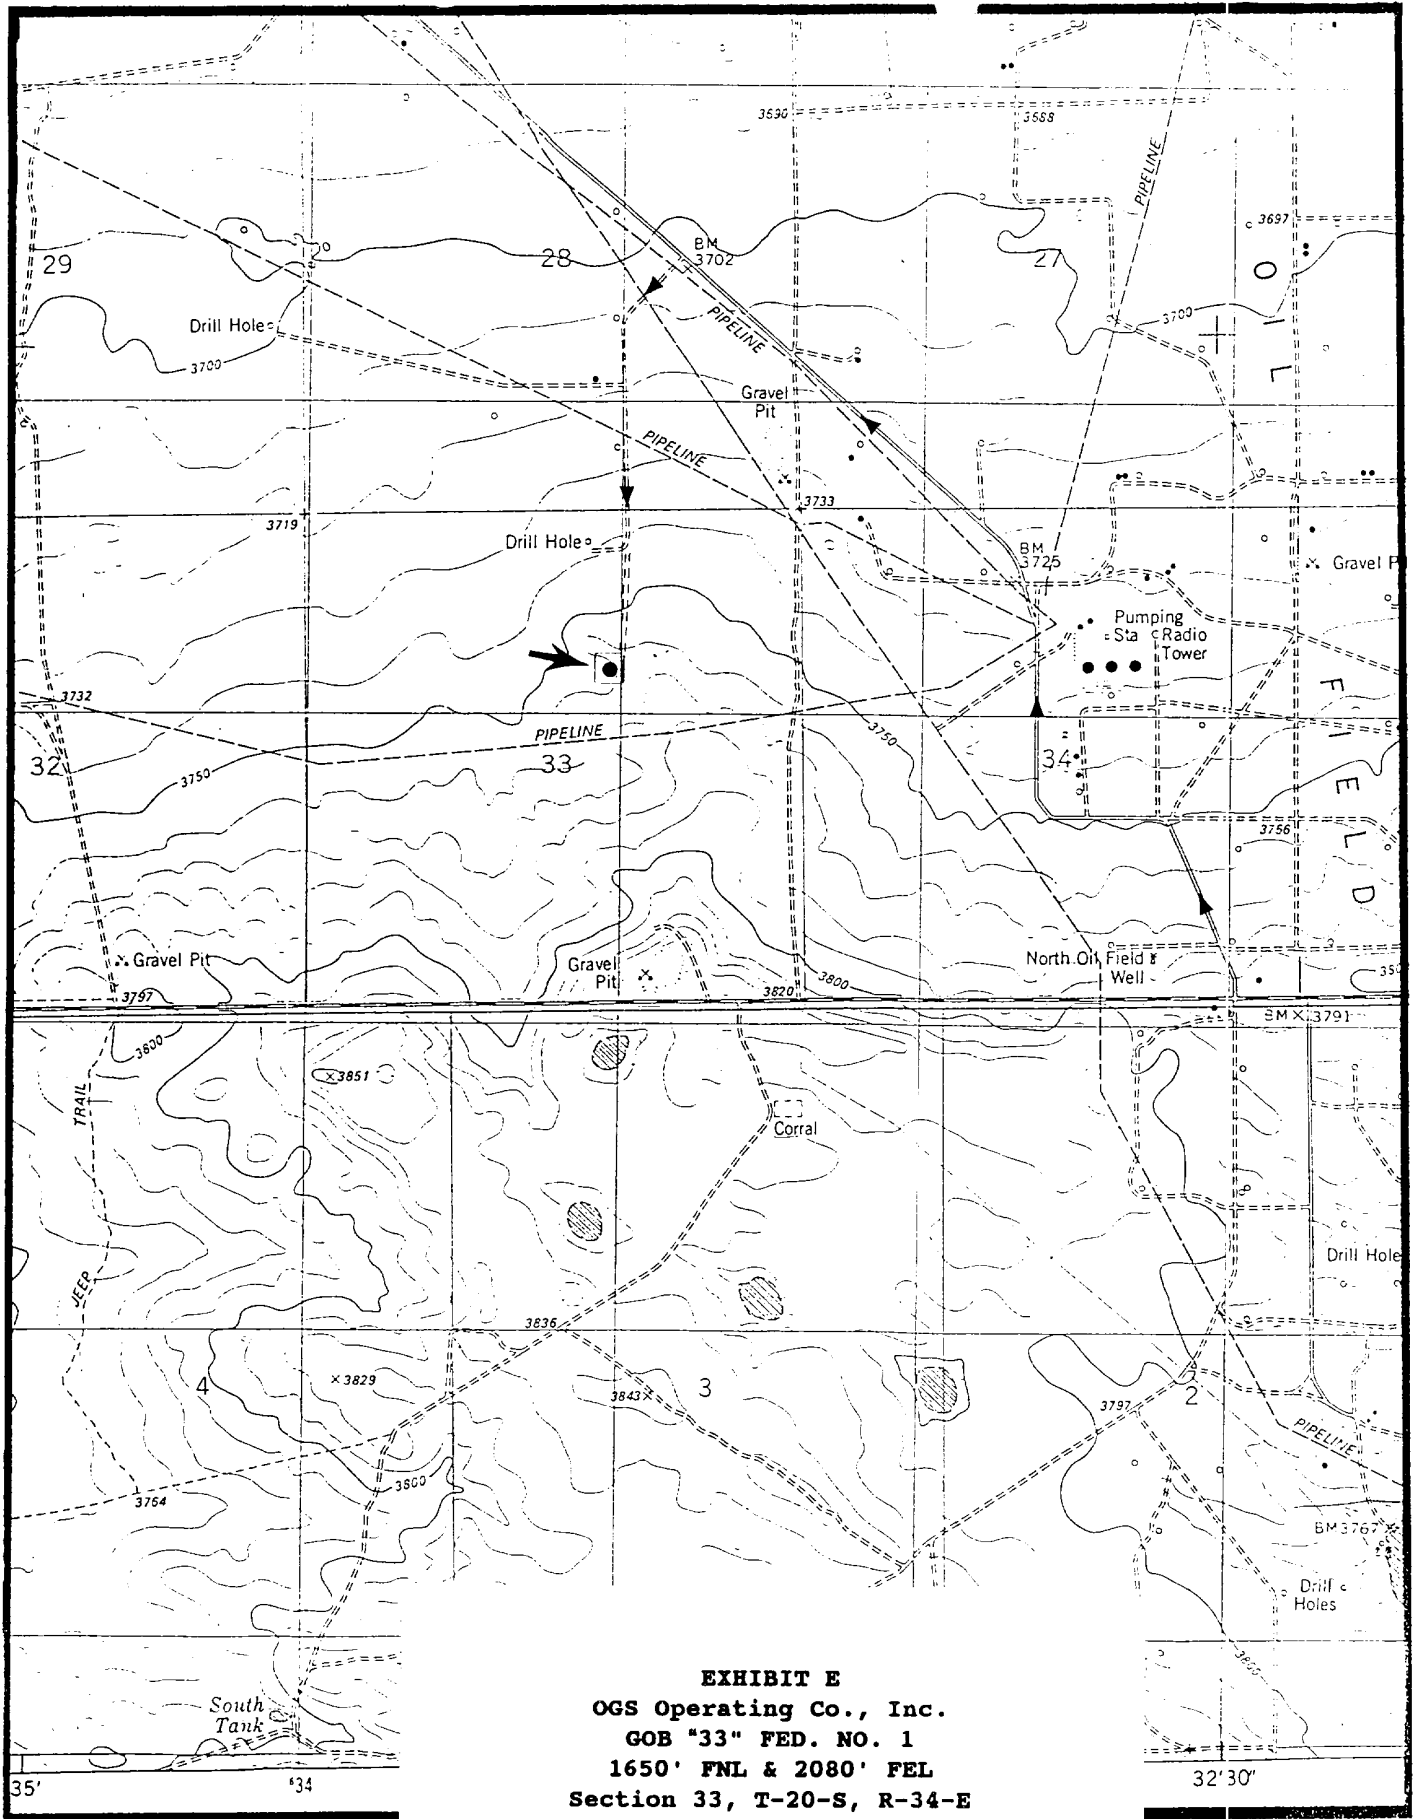 3690
3688
PIPELINE
3697
29
28
BM
3702
27
O I L
Drill Hole
3700
PIPELINE
3700
Gravel
Pit
PIPELINE
3719
3733
Drill Hole
BM
3725
Gravel P
Pumping
Sta
Radio
Tower
3732
PIPELINE
3750
F I E L D
32
3750
33
34
3756
Gravel Pit
Gravel
Pit
North Oil Field
Well
3797
3820
3800
BM X 3791
3800
3851
TRAIL
Corral
JEEP
Drill Hole
3836
4
3829
3843
3
3797
2
PIPELINE
3800
3764
BM 3767
Drill
Holes
3800
South
Tank
35'
634
32'30"
EXHIBIT E
OGS Operating Co., Inc.
GOB "33" FED. NO. 1
1650' FNL & 2080' FEL
Section 33, T-20-S, R-34-E